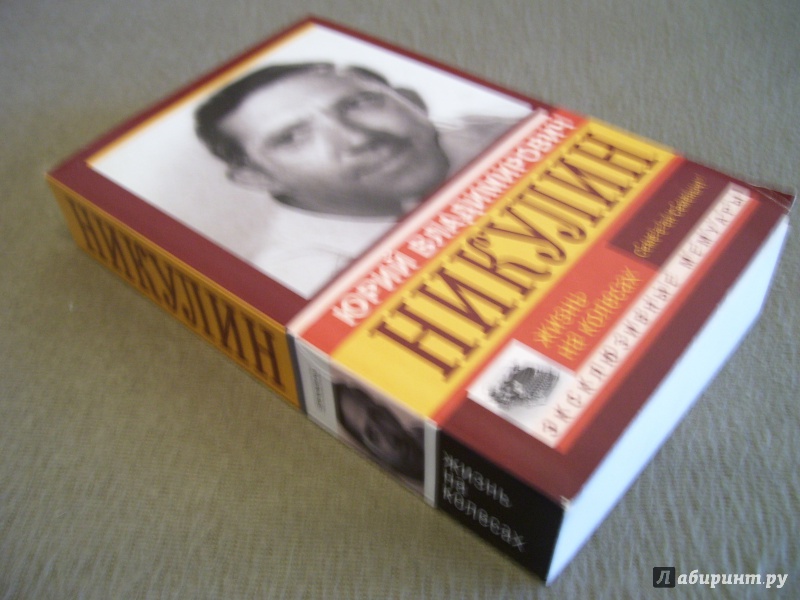 ЮРИЙ ВЛАДИМИРОВИЧ
НИКУЛИН
ЖИЗНЬ
на колесах
ЭКСКЛЮЗИВНЫЕ МЕМУАРЫ
НИКУЛИН
жизнь
на
колесах
Лабиринт.ру